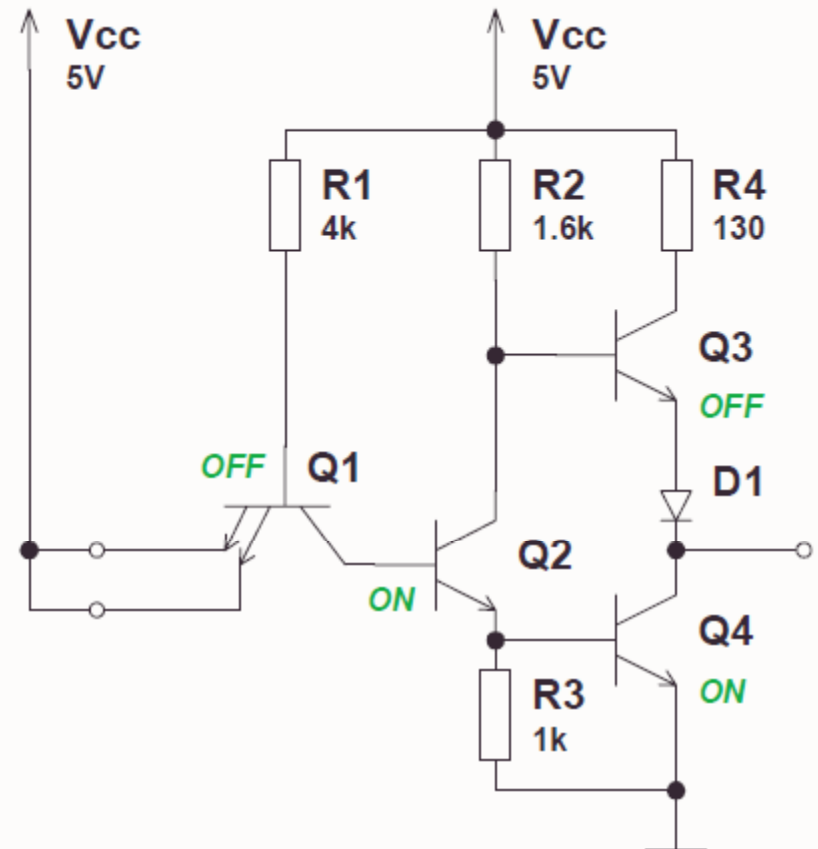 Vcc
5V
Vcc
5V
R1
4k
R2
1.6k
R4
130
Q3
OFF
OFF
Q1
D1
Q2
ON
Q4
ON
R3
1k